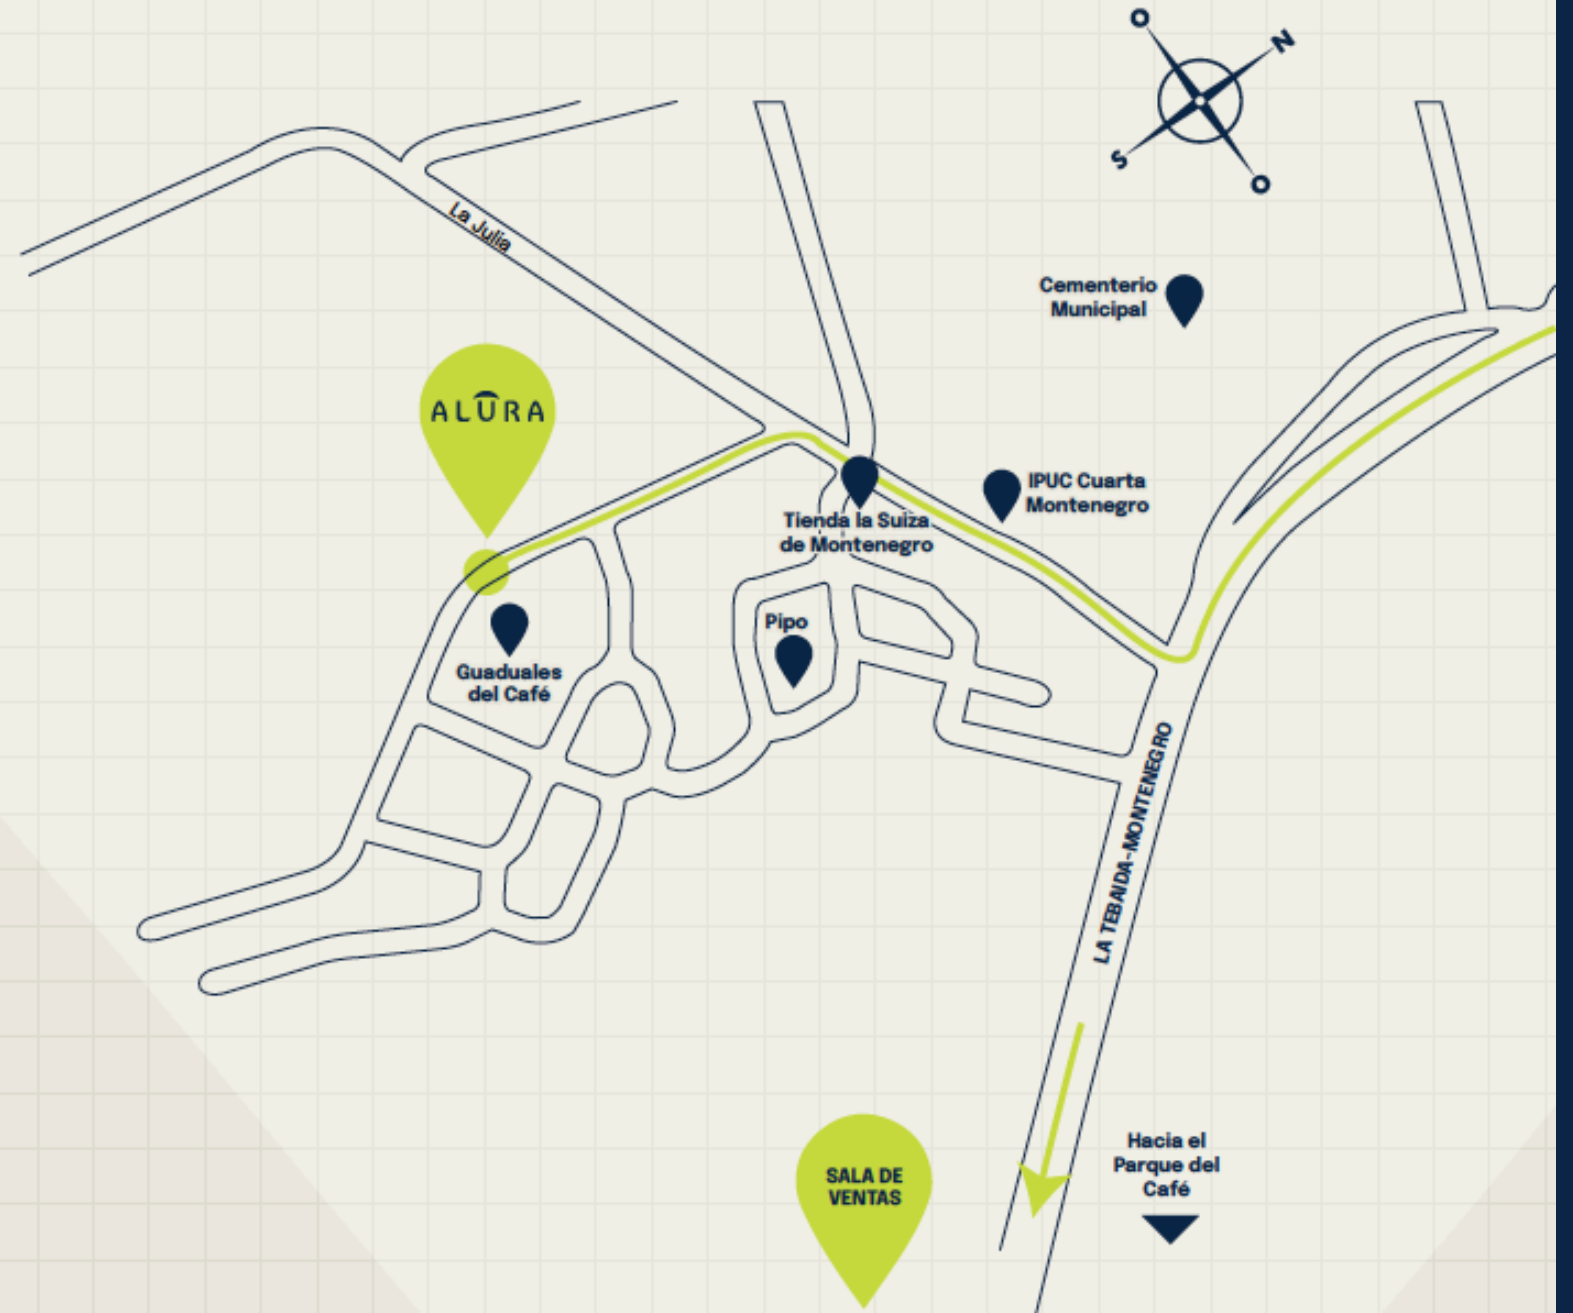 O
N
S
O
La Julia
Cementerio
Municipal
ALURA
IPUC Cuarta
Montenegro
Tienda la Suiza
de Montenegro
Pipo
Guaduales
del Café
LA TEBAIDA-MONTENEGRO
Hacia el
Parque del
Café
SALA DE
VENTAS